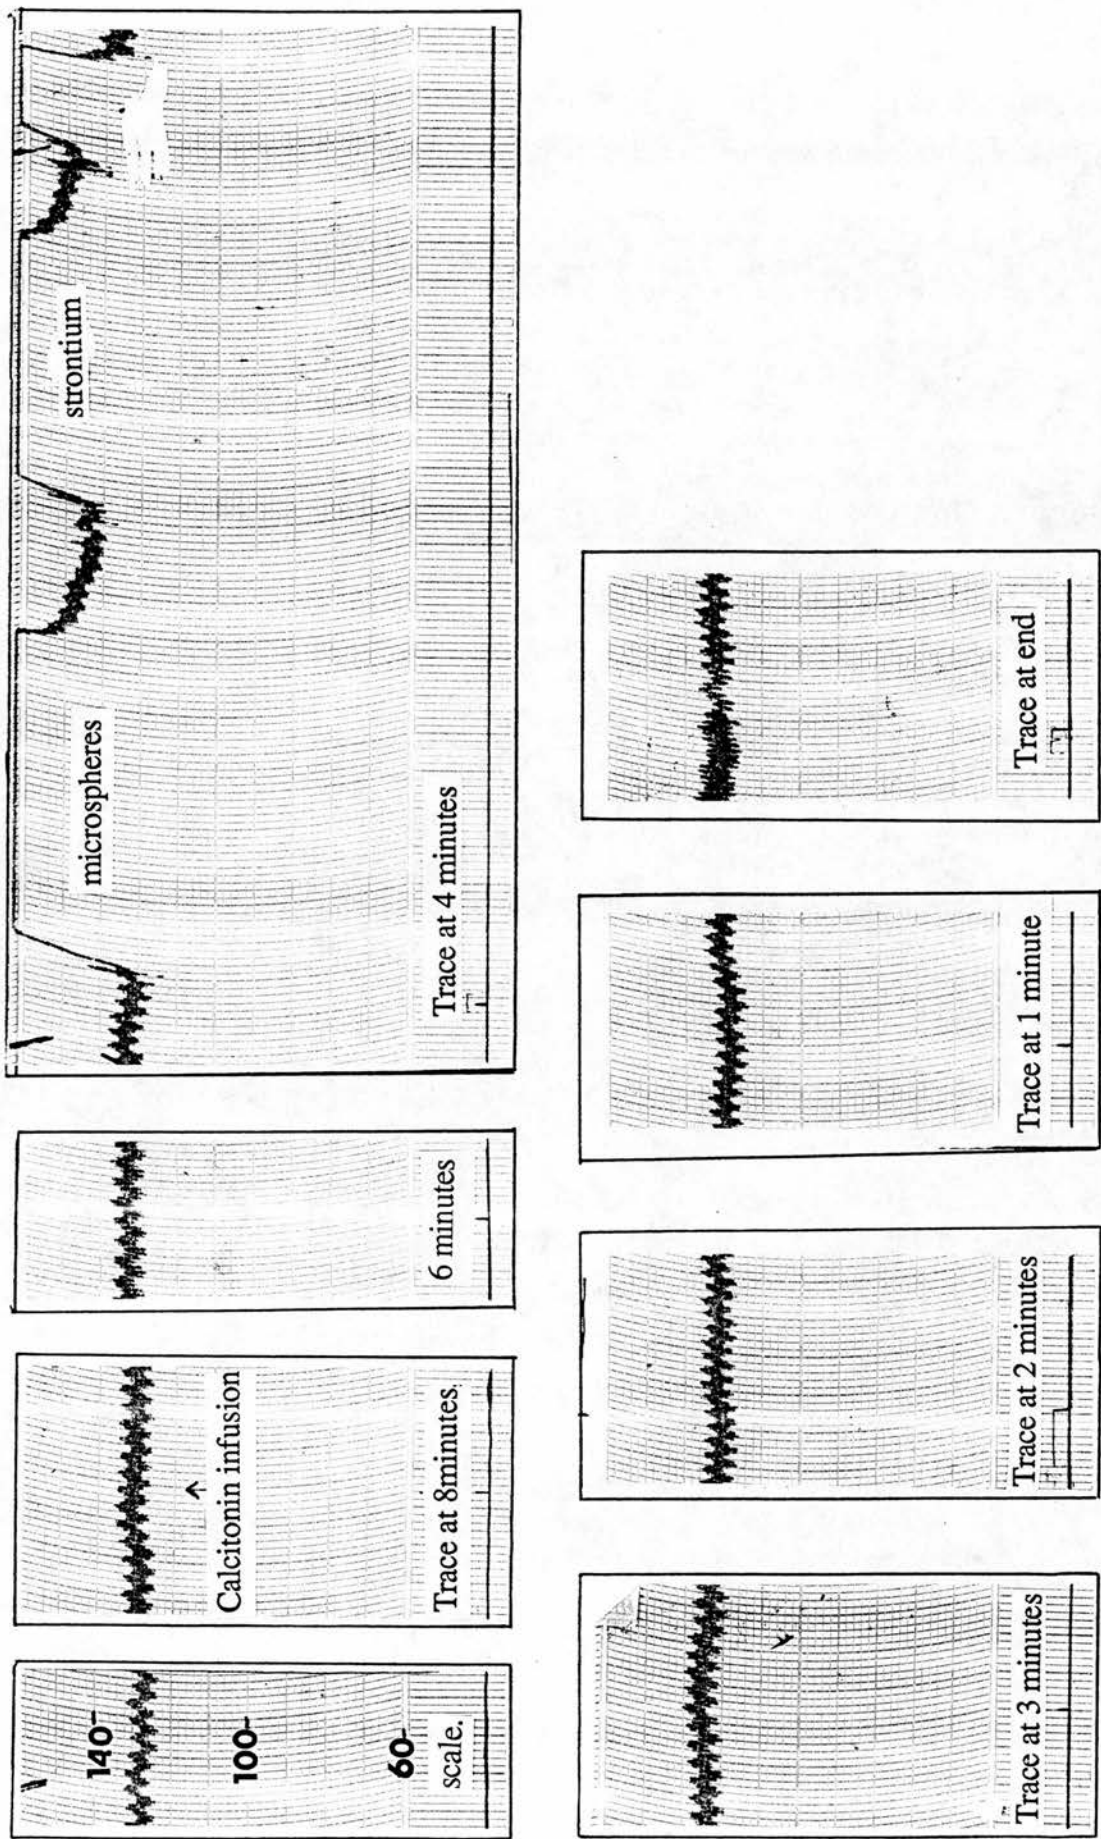 140-
100-
60-
scale.
Calcitonin infusion
Trace at 8minutes.
6 minutes
microspheres
strontium
Trace at 4 minutes
Trace at 3 minutes
Trace at 2 minutes
Trace at 1 minute
Trace at end